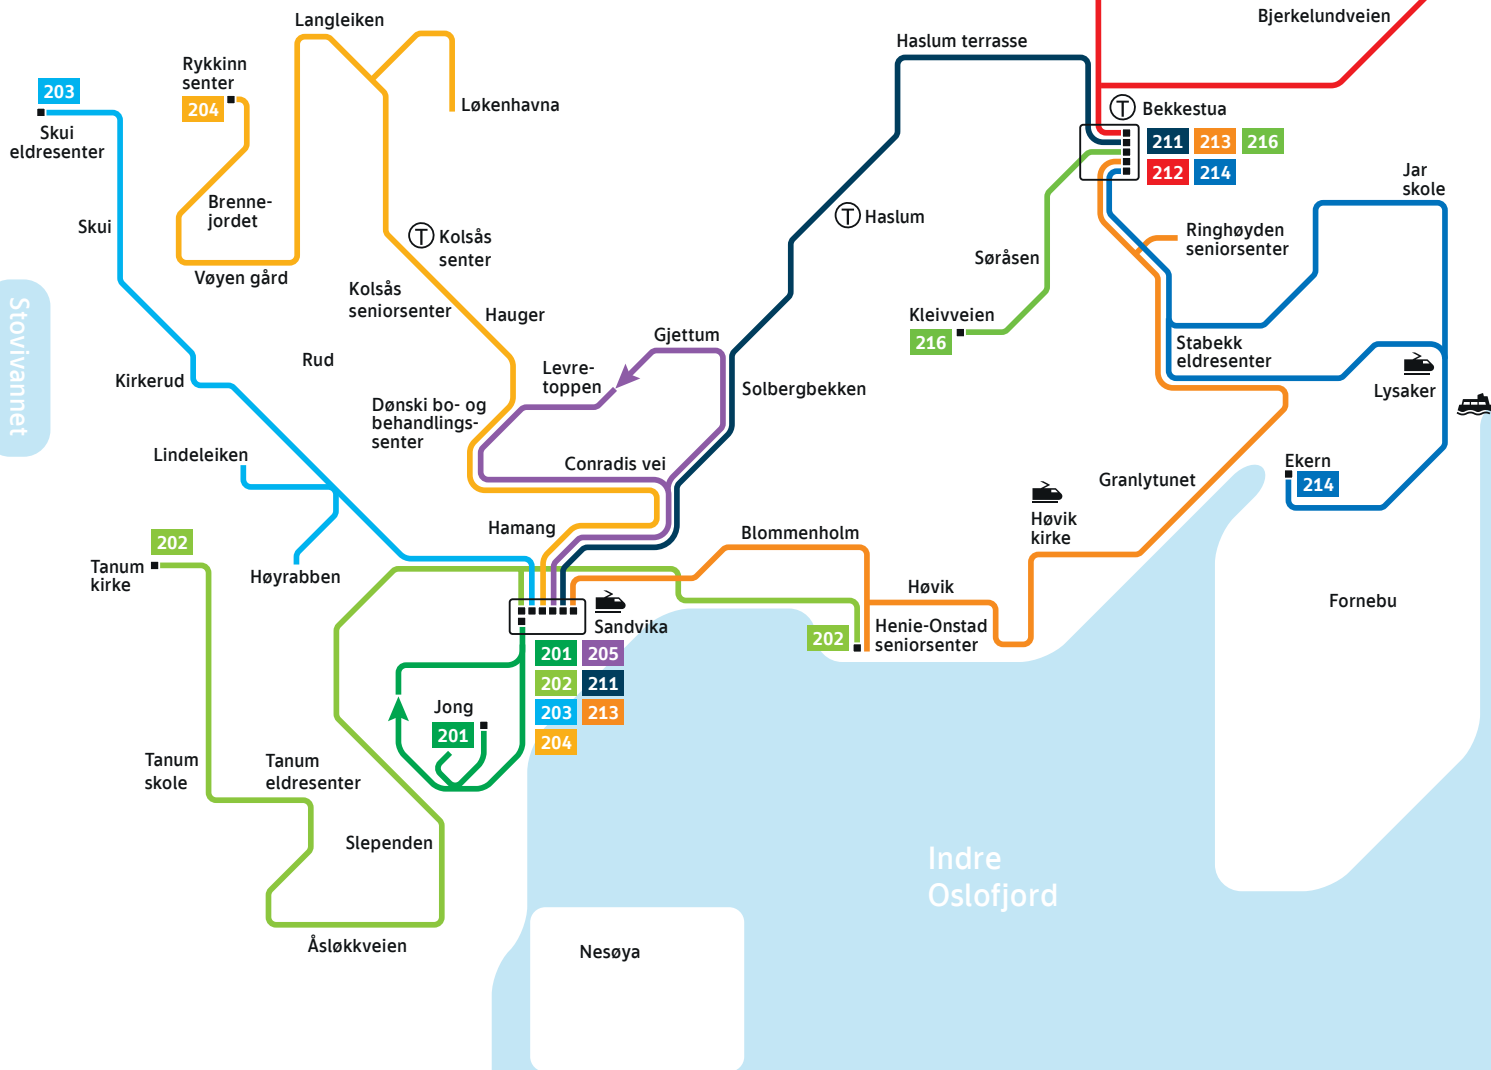 Bjerkelundveien
Langleiken
Haslum terrasse
Rykkinn
senter
204
203
Løkenhavna
T
Bekkestua
Skui
eldresenter
211 213 216
212 214
Jar
skole
Brenne-
jordet
Skui
T Kolsås
senter
T Haslum
Ringhøyden
seniorsenter
Søråsen
Vøyen gård
Kolsås
seniorsenter
Hauger
Stovivannet
Kleivveien
216
Gjettum
Stabekk
eldresenter
Rud
Levre-
toppen
Kirkerud
Solbergbekken
Lysaker
Dønski bo- og
behandlings-
senter
Lindeleiken
Conradis vei
Ekern
214
Granlytunet
Høvik
kirke
Hamang
Blommenholm
202
Tanum
kirke
Høyrabben
Høvik
Fornebu
Sandvika
202
Henie-Onstad
seniorsenter
201 205
202 211
203 213
204
Jong
201
Tanum
skole
Tanum
eldresenter
Slependen
Indre
Oslofjord
Åsløkkveien
Nesøya